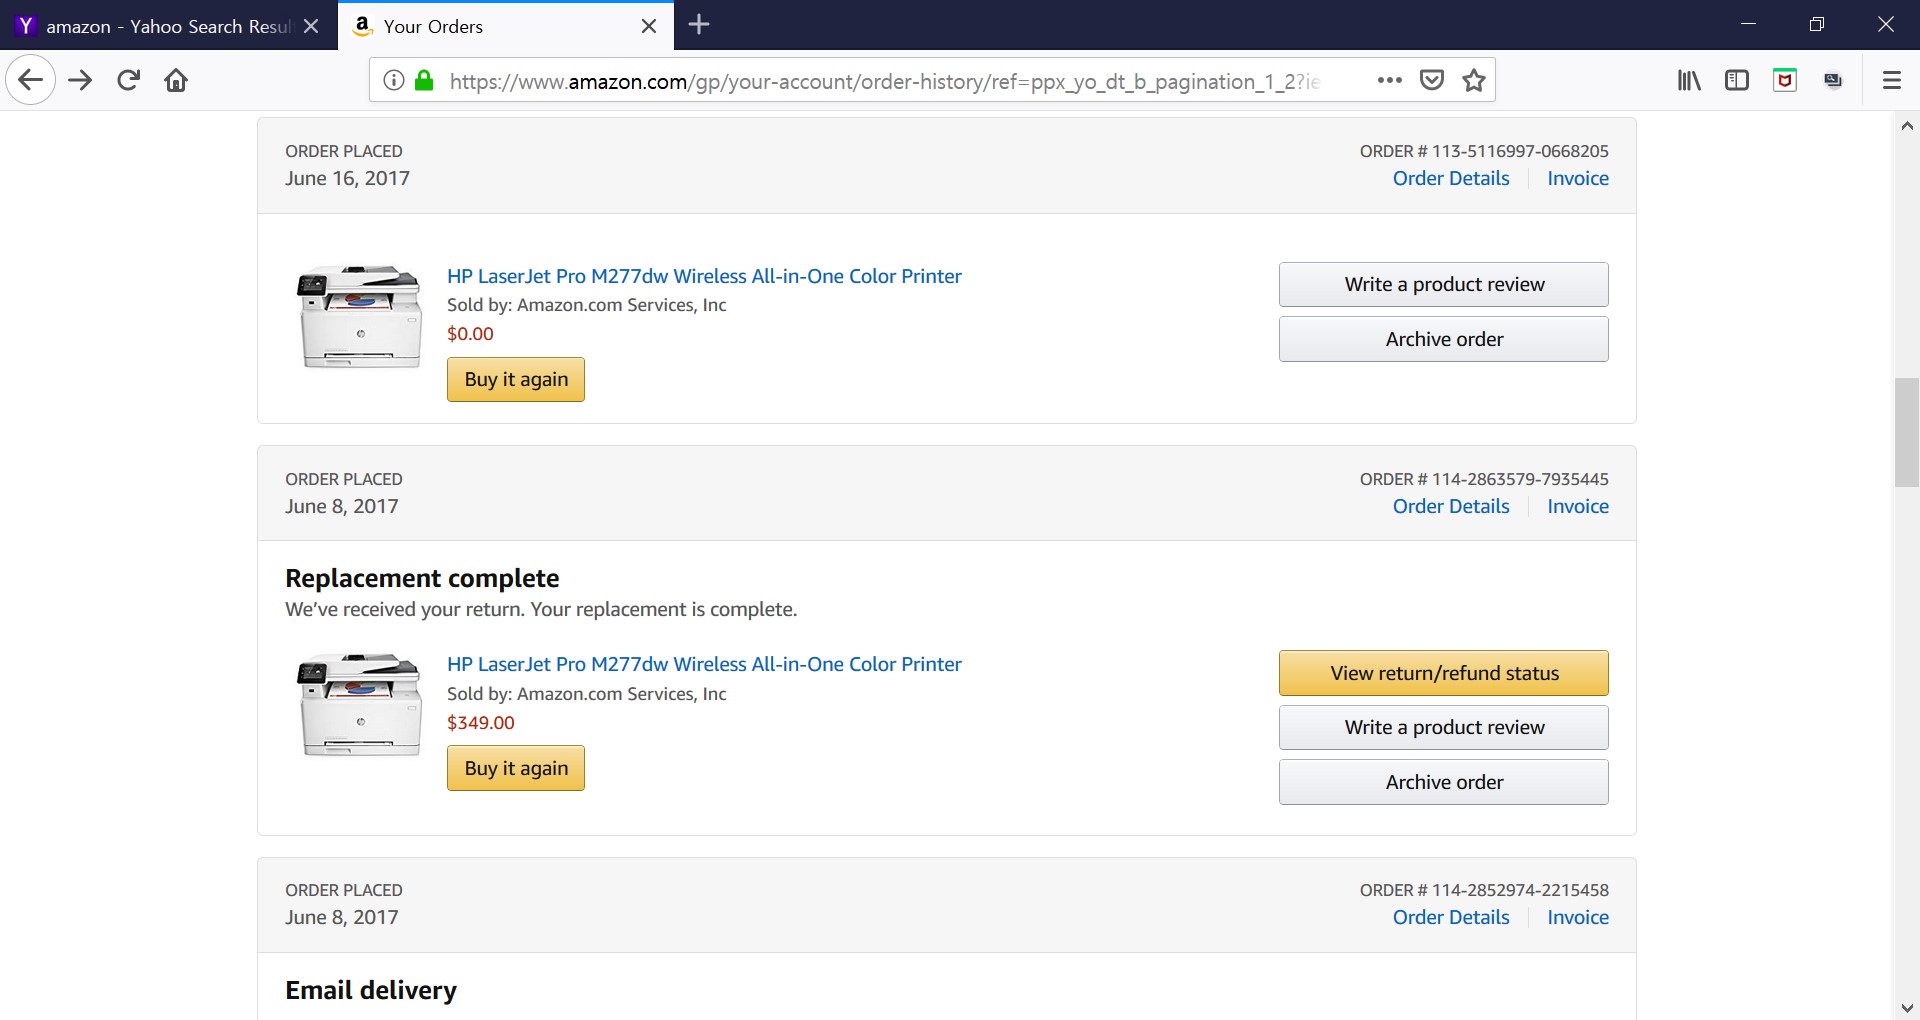 amazon - Yahoo Search Resul
Your Orders
https://www.amazon.com/gp/your-account/order-history/ref=ppx_yo_dt_b_pagination_1_2?ie
ORDER PLACED
June 16, 2017
ORDER # 113-5116997-0668205
Order Details
Invoice
HP LaserJet Pro M277dw Wireless All-in-One Color Printer
Sold by: Amazon.com Services, Inc
$0.00
Buy it again
Write a product review
Archive order
ORDER PLACED
June 8, 2017
ORDER # 114-2863579-7935445
Order Details
Invoice
Replacement complete
We’ve received your return. Your replacement is complete.
HP LaserJet Pro M277dw Wireless All-in-One Color Printer
Sold by: Amazon.com Services, Inc
$349.00
Buy it again
View return/refund status
Write a product review
Archive order
ORDER PLACED
June 8, 2017
ORDER # 114-2852974-2215458
Order Details
Invoice
Email delivery